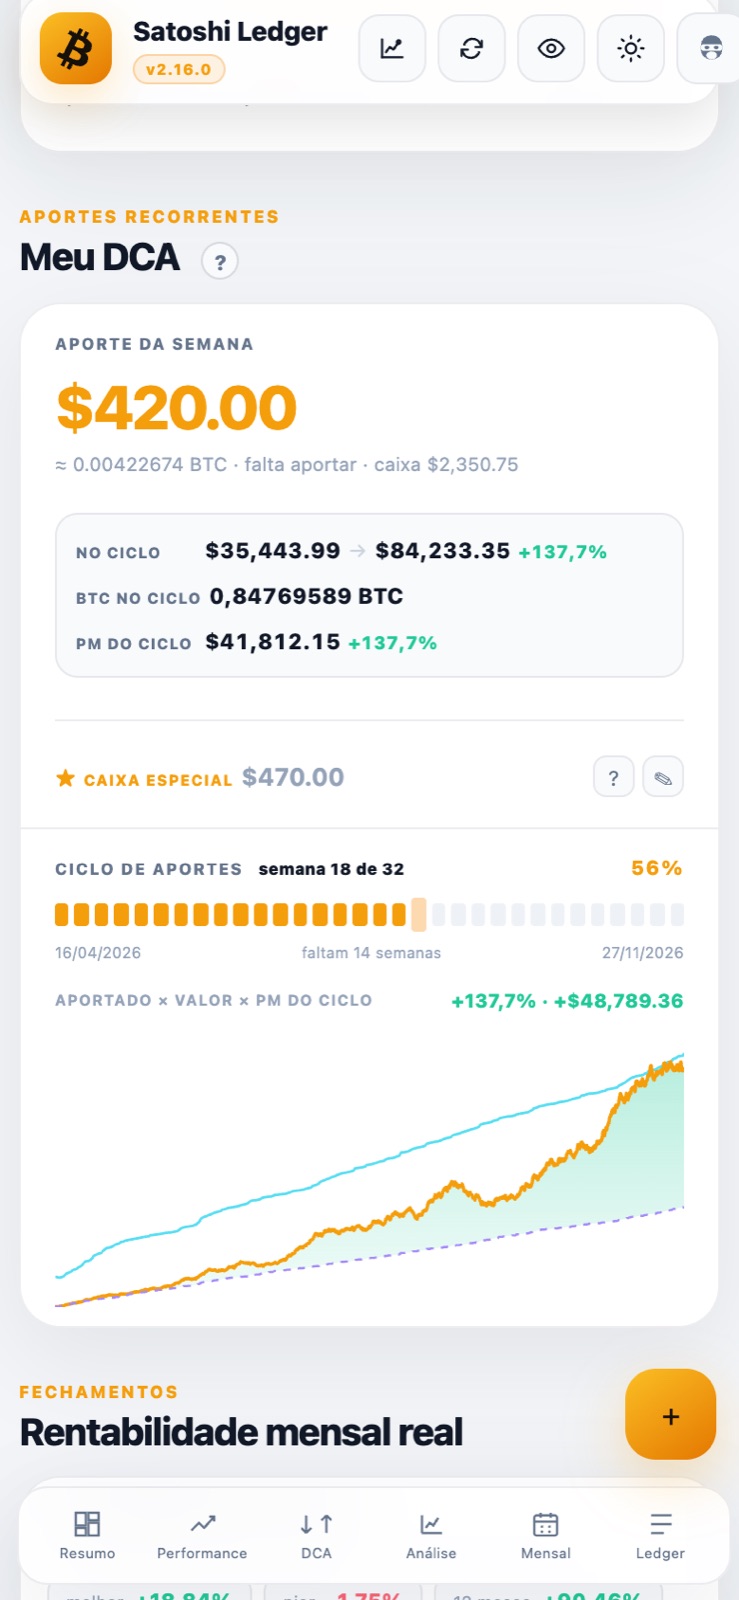 Satoshi Ledger
v2.16.0
APORTES RECORRENTES
Meu DCA ?
APORTE DA SEMANA
$420.00
≈ 0.00422674 BTC · falta aportar · caixa $2,350.75
NO CICLO $35,443.99 → $84,233.35 +137,7%
BTC NO CICLO 0,84769589 BTC
PM DO CICLO $41,812.15 +137,7%
★ CAIXA ESPECIAL $470.00 ?
CICLO DE APORTES semana 18 de 32 56%
16/04/2026 faltam 14 semanas 27/11/2026
APORTADO × VALOR × PM DO CICLO +137,7% · +$48,789.36
FECHAMENTOS
Rentabilidade mensal real
+
Resumo Performance DCA Análise Mensal Ledger